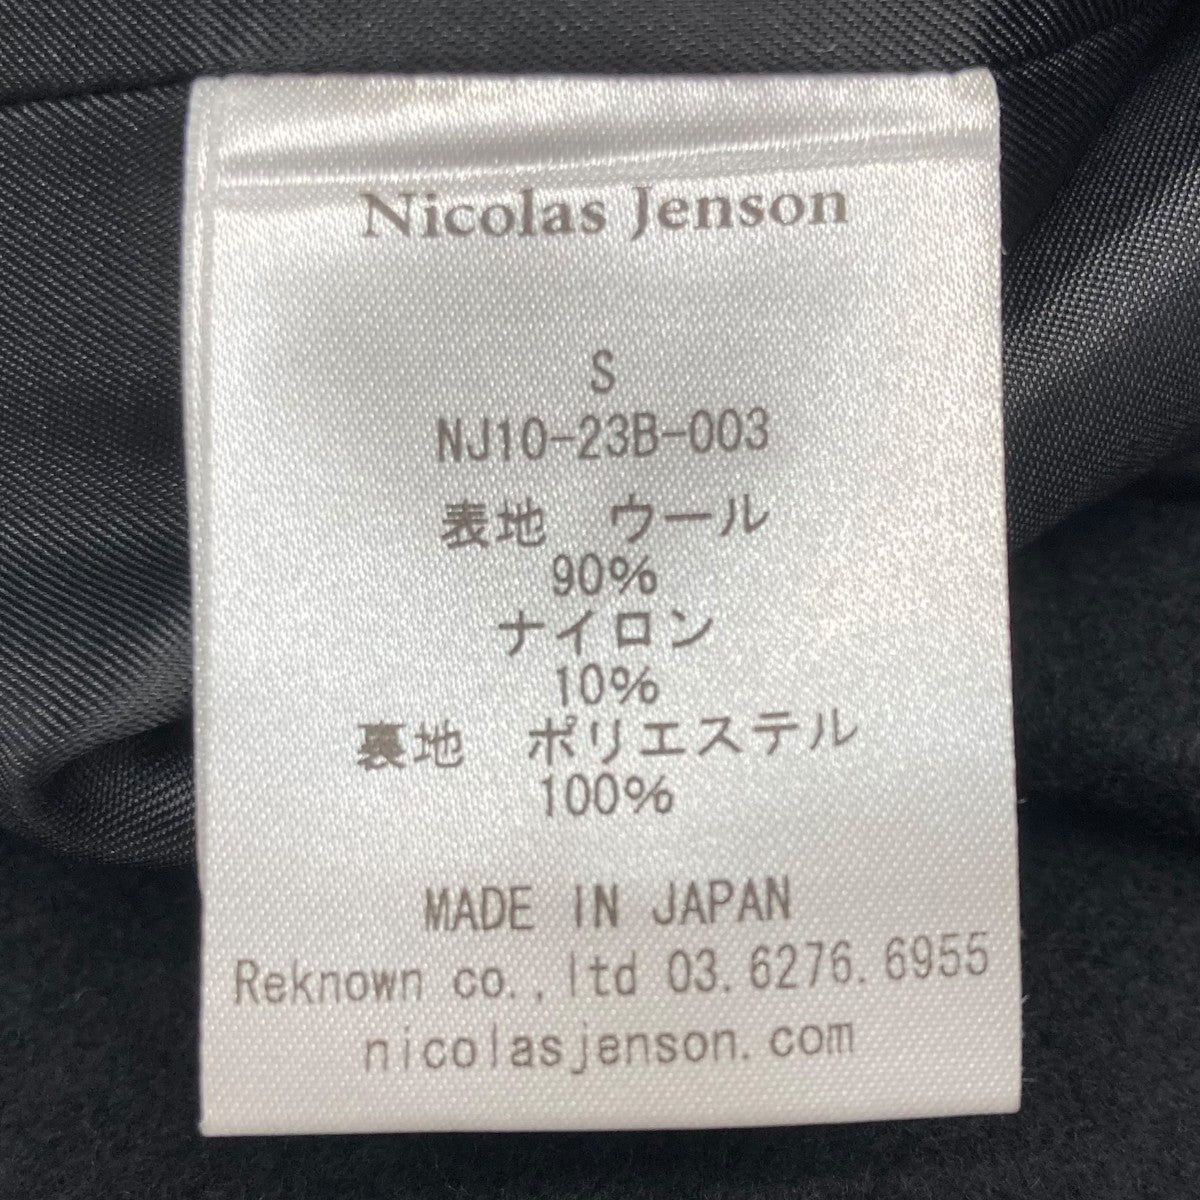 Nicolas Jenson
S
NJ10-23B-003
表地　ウール
90%
ナイロン
10%
裏地　ポリエステル
100%
MADE IN JAPAN
Reknown co.,ltd 03.6276.6955
nicolasjenson.com